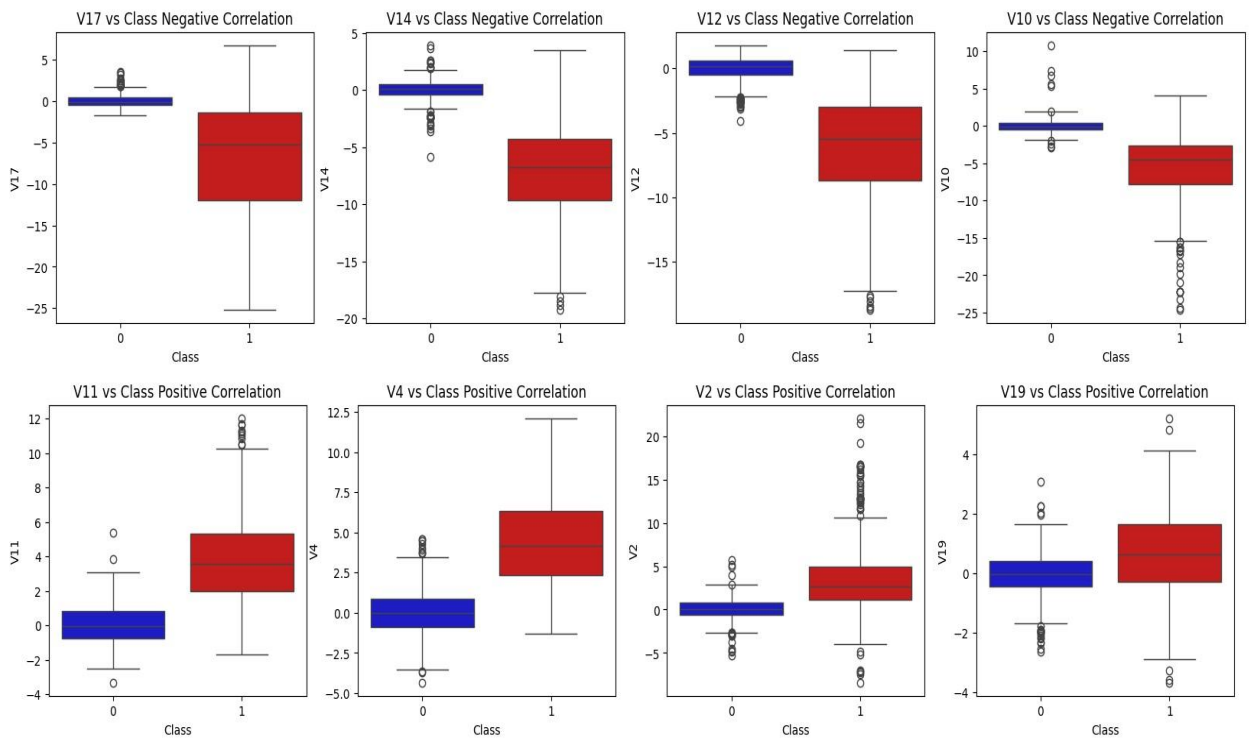 V17 vs Class Negative Correlation
5
0
−5
−10
−15
−20
−25
V17
0
1
Class
V14 vs Class Negative Correlation
5
0
−5
−10
−15
−20
V14
0
1
Class
V12 vs Class Negative Correlation
0
−5
−10
−15
V12
0
1
Class
V10 vs Class Negative Correlation
10
5
0
−5
−10
−15
−20
−25
V10
0
1
Class
V11 vs Class Positive Correlation
12
10
8
6
4
2
0
−2
−4
V11
0
1
Class
V4 vs Class Positive Correlation
12.5
10.0
7.5
5.0
2.5
0.0
−2.5
−5.0
V4
0
1
Class
V2 vs Class Positive Correlation
20
15
10
5
0
−5
V2
0
1
Class
V19 vs Class Positive Correlation
4
2
0
−2
−4
V19
0
1
Class